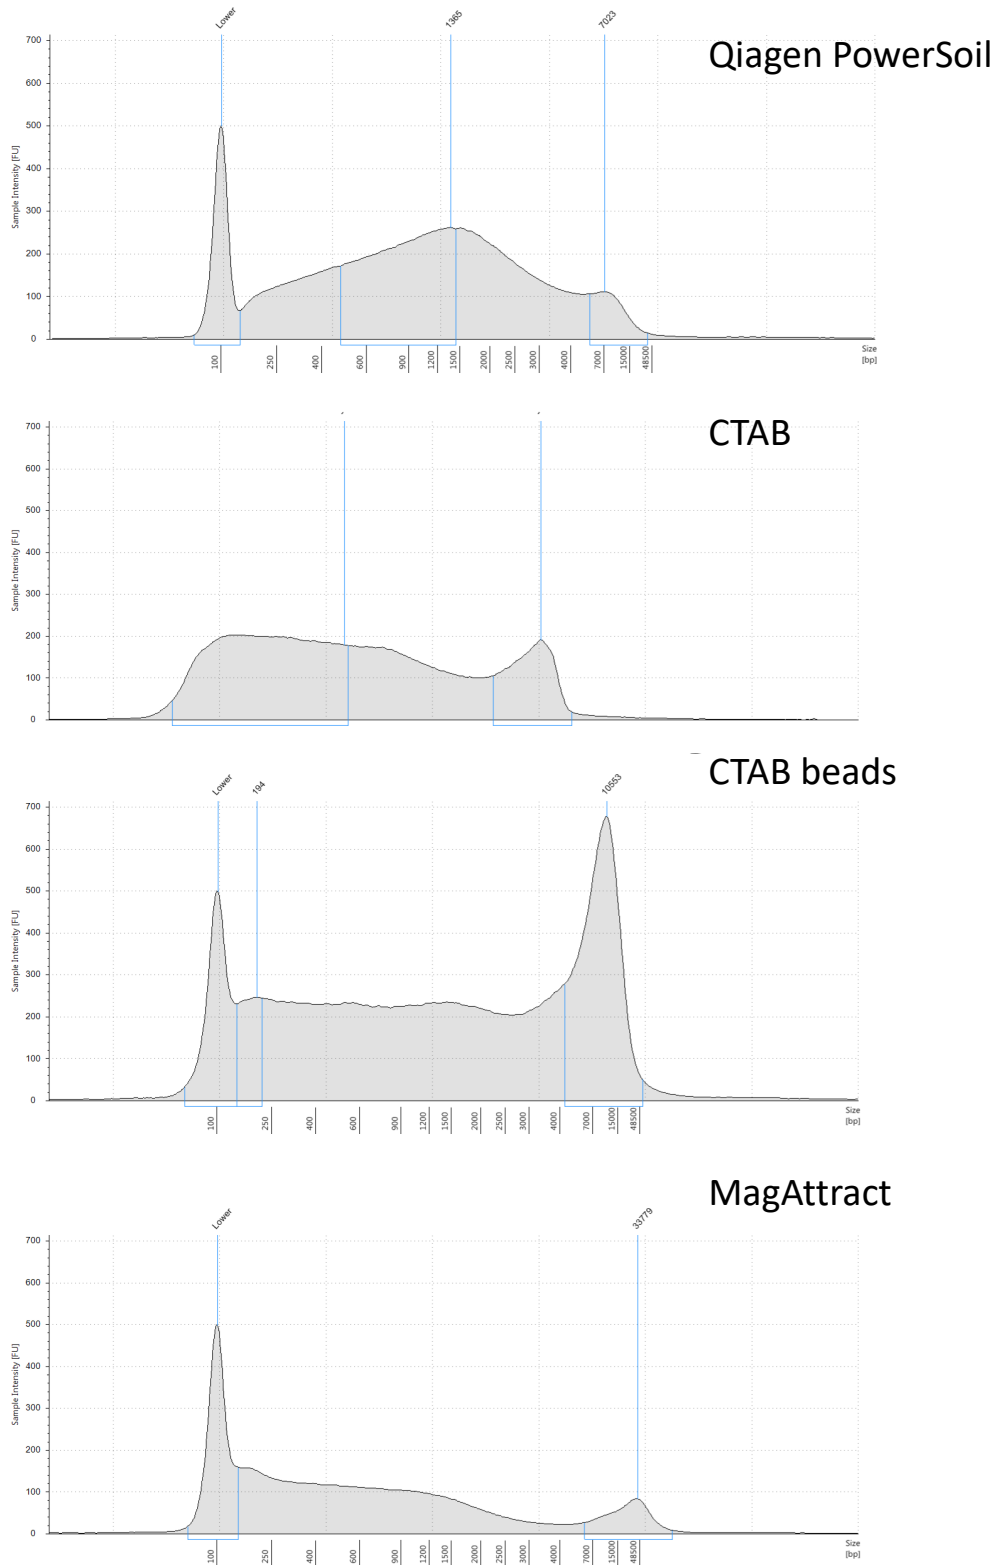 Lower 1365 7023
Qiagen PowerSoil
700
600
500
400
300
200
100
0
Sample Intensity [FU]
100 250 400 600 900 1200 1500 2000 2500 3000 4000 7000 15000 48500
Size
[bp]
CTAB
700
600
500
400
300
200
100
0
Sample Intensity [FU]
CTAB beads
Lower 194 10553
700
600
500
400
300
200
100
0
Sample Intensity [FU]
100 250 400 600 900 1200 1500 2000 2500 3000 4000 7000 15000 48500
Size
[bp]
MagAttract
Lower 33779
700
600
500
400
300
200
100
0
Sample Intensity [FU]
100 250 400 600 900 1200 1500 2000 2500 3000 4000 7000 15000 48500
Size
[bp]